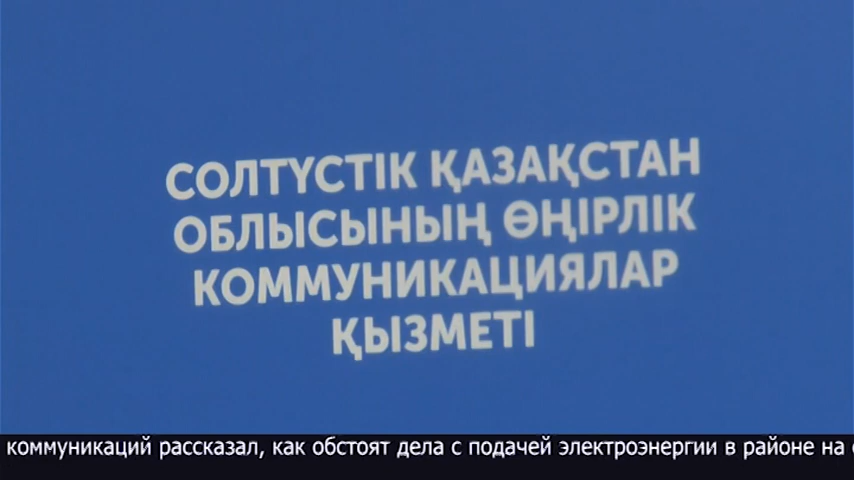 СОЛТҮСТІК ҚАЗАҚСТАН
ОБЛЫСЫНЫҢ ӨҢІРЛІК
КОММУНИКАЦИЯЛАР
ҚЫЗМЕТІ
коммуникаций рассказал, как обстоят дела с подачей электроэнергии в районе на